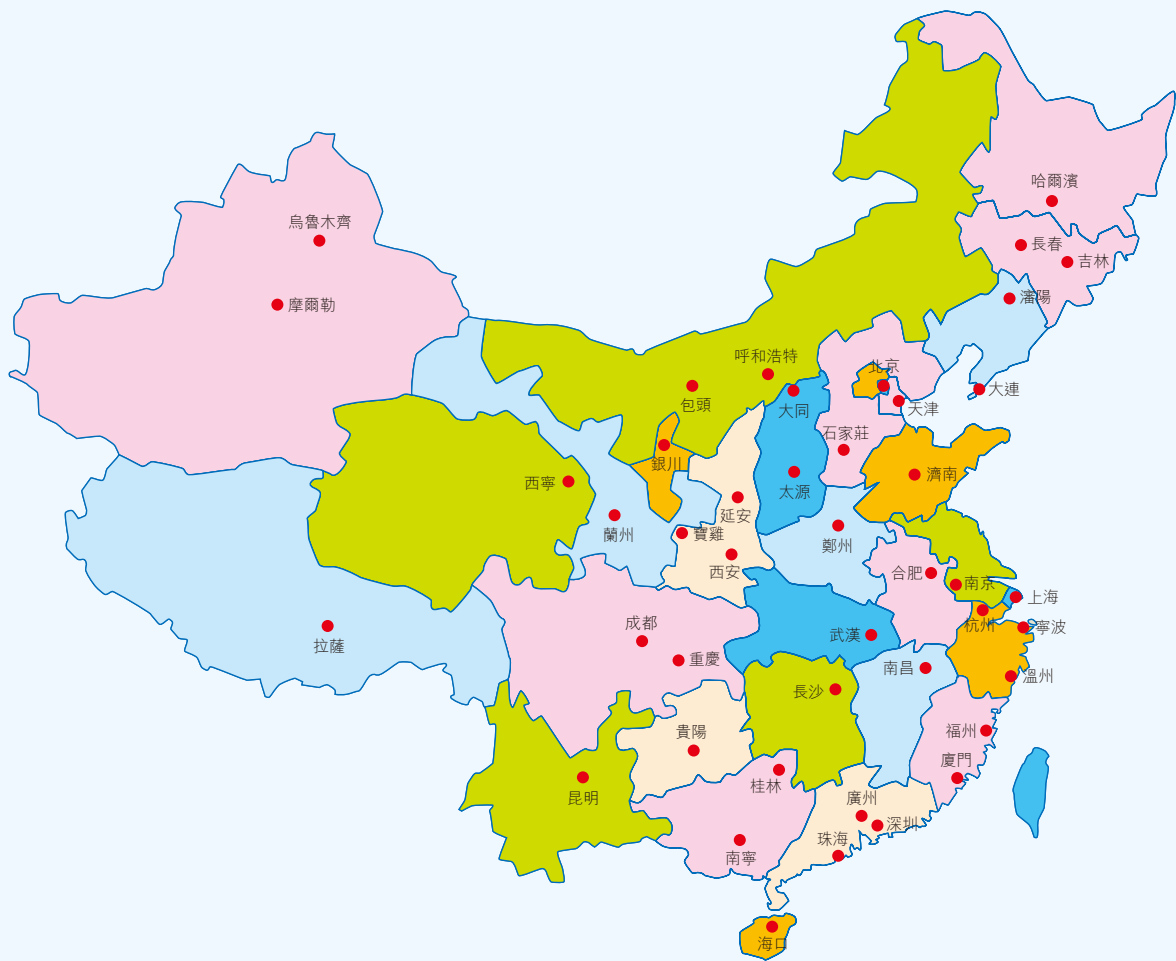 哈爾濱
烏魯木齊
長春
吉林
瀋陽
摩爾勒
呼和浩特
北京
大連
包頭
大同
天津
石家莊
銀川
濟南
西寧
太源
延安
蘭州
寶雞
鄭州
西安
合肥
南京
上海
拉薩
成都
武漢
杭州
寧波
重慶
南昌
溫州
長沙
貴陽
福州
廈門
桂林
昆明
廣州
深圳
珠海
南寧
海口